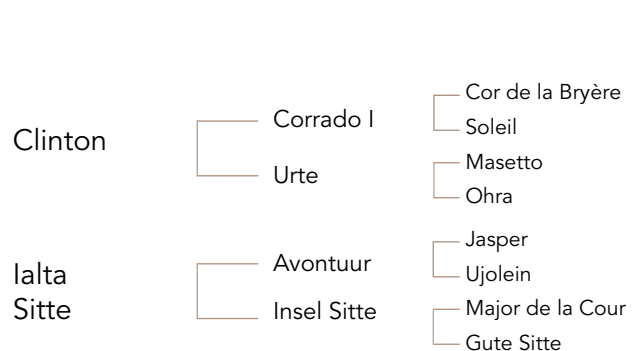 Clinton
Corrado I
Urte
Cor de la Bryère
Soleil
Masetto
Ohra
Ialta
Sitte
Avontuur
Insel Sitte
Jasper
Ujolein
Major de la Cour
Gute Sitte